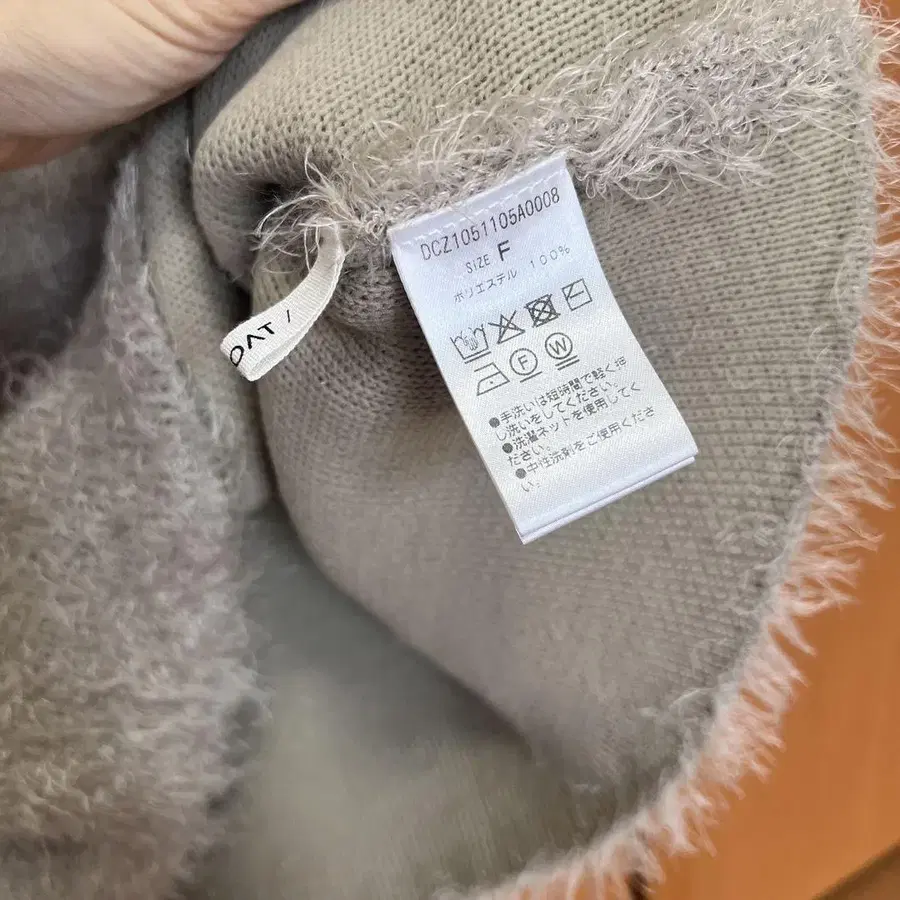 DCZ1051105A0008
SIZE F
ポリエステル 100%
F W
●手洗いは短時間で軽く押
し洗いをしてください。
●洗濯ネットを使用くだ
さい。
●中性洗剤をご使用くださ
い。